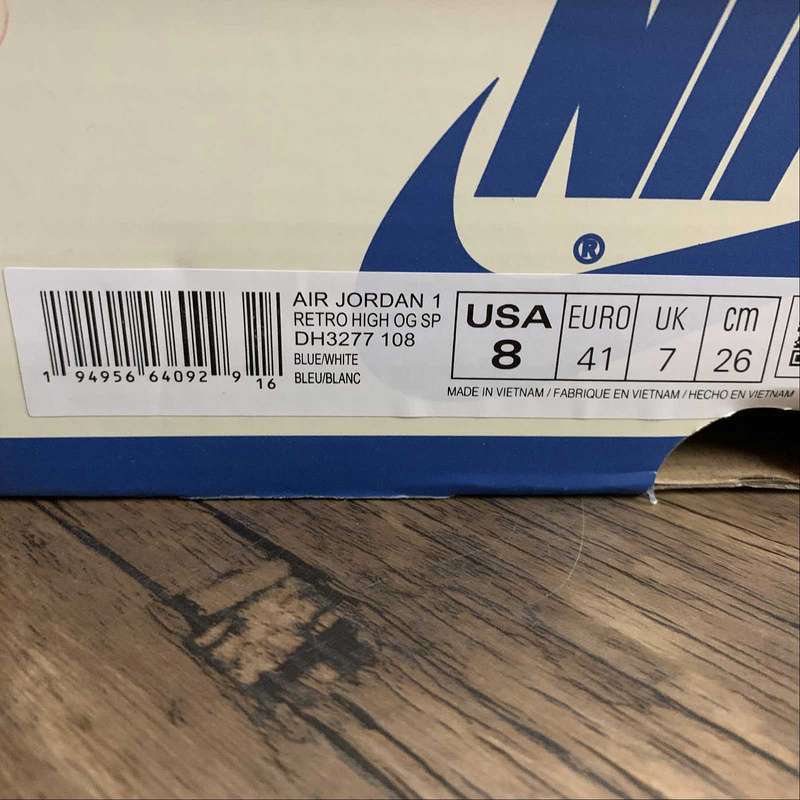 NIK
®
AIR JORDAN 1
RETRO HIGH OG SP
DH3277 108
BLUE/WHITE
BLEU/BLANC
1 94956 64092 9 16
USA EURO UK cm
8 41 7 26
MADE IN VIETNAM / FABRIQUE EN VIETNAM / HECHO EN VIETNAM